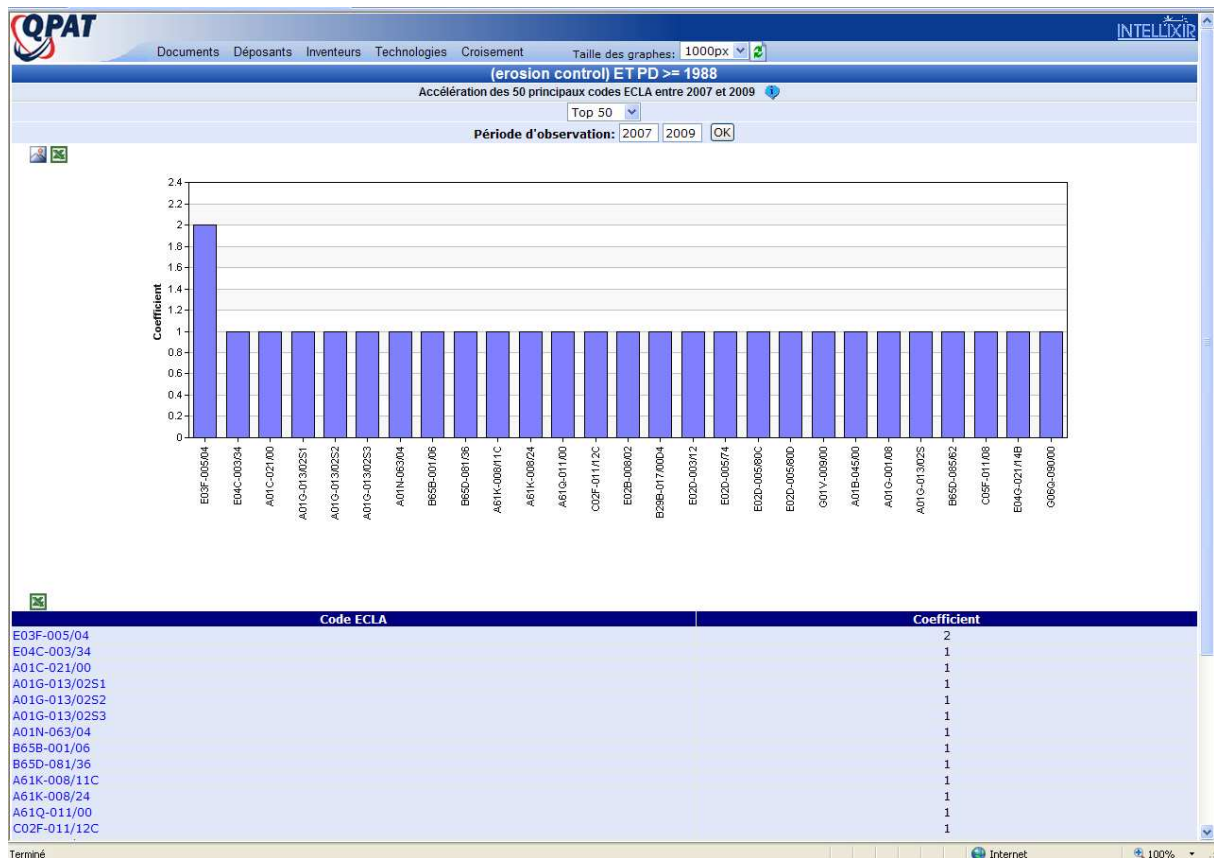 QPAT
INTELLIXIR
Documents Déposants Inventeurs Technologies Croisement Taille des graphes: 1000px
(erosion control) ET PD >= 1988
Accélération des 50 principaux codes ECLA entre 2007 et 2009
Top 50
Période d'observation: 2007 2009 OK
2.4
2.2
2
1.8
1.6
1.4
1.2
1
0.8
0.6
0.4
0.2
0
Coefficient
E03F-005/04
E04C-003/34
A01C-021/00
A01G-013/02S1
A01G-013/02S2
A01G-013/02S3
A01N-063/04
B65B-001/06
B65D-081/36
A61K-008/11C
A61K-008/24
A61Q-011/00
C02F-011/12C
E02B-008/02
B29B-017/00D4
E02D-003/12
E02D-005/74
E02D-005/80C
E02D-005/80D
G01V-009/00
A01B-045/00
A01G-001/08
A01G-013/02S
B65D-085/62
C05F-011/08
E04G-021/14B
G06Q-090/00
Code ECLA Coefficient
E03F-005/04 2
E04C-003/34 1
A01C-021/00 1
A01G-013/02S1 1
A01G-013/02S2 1
A01G-013/02S3 1
A01N-063/04 1
B65B-001/06 1
B65D-081/36 1
A61K-008/11C 1
A61K-008/24 1
A61Q-011/00 1
C02F-011/12C 1
Terminé Internet 100%